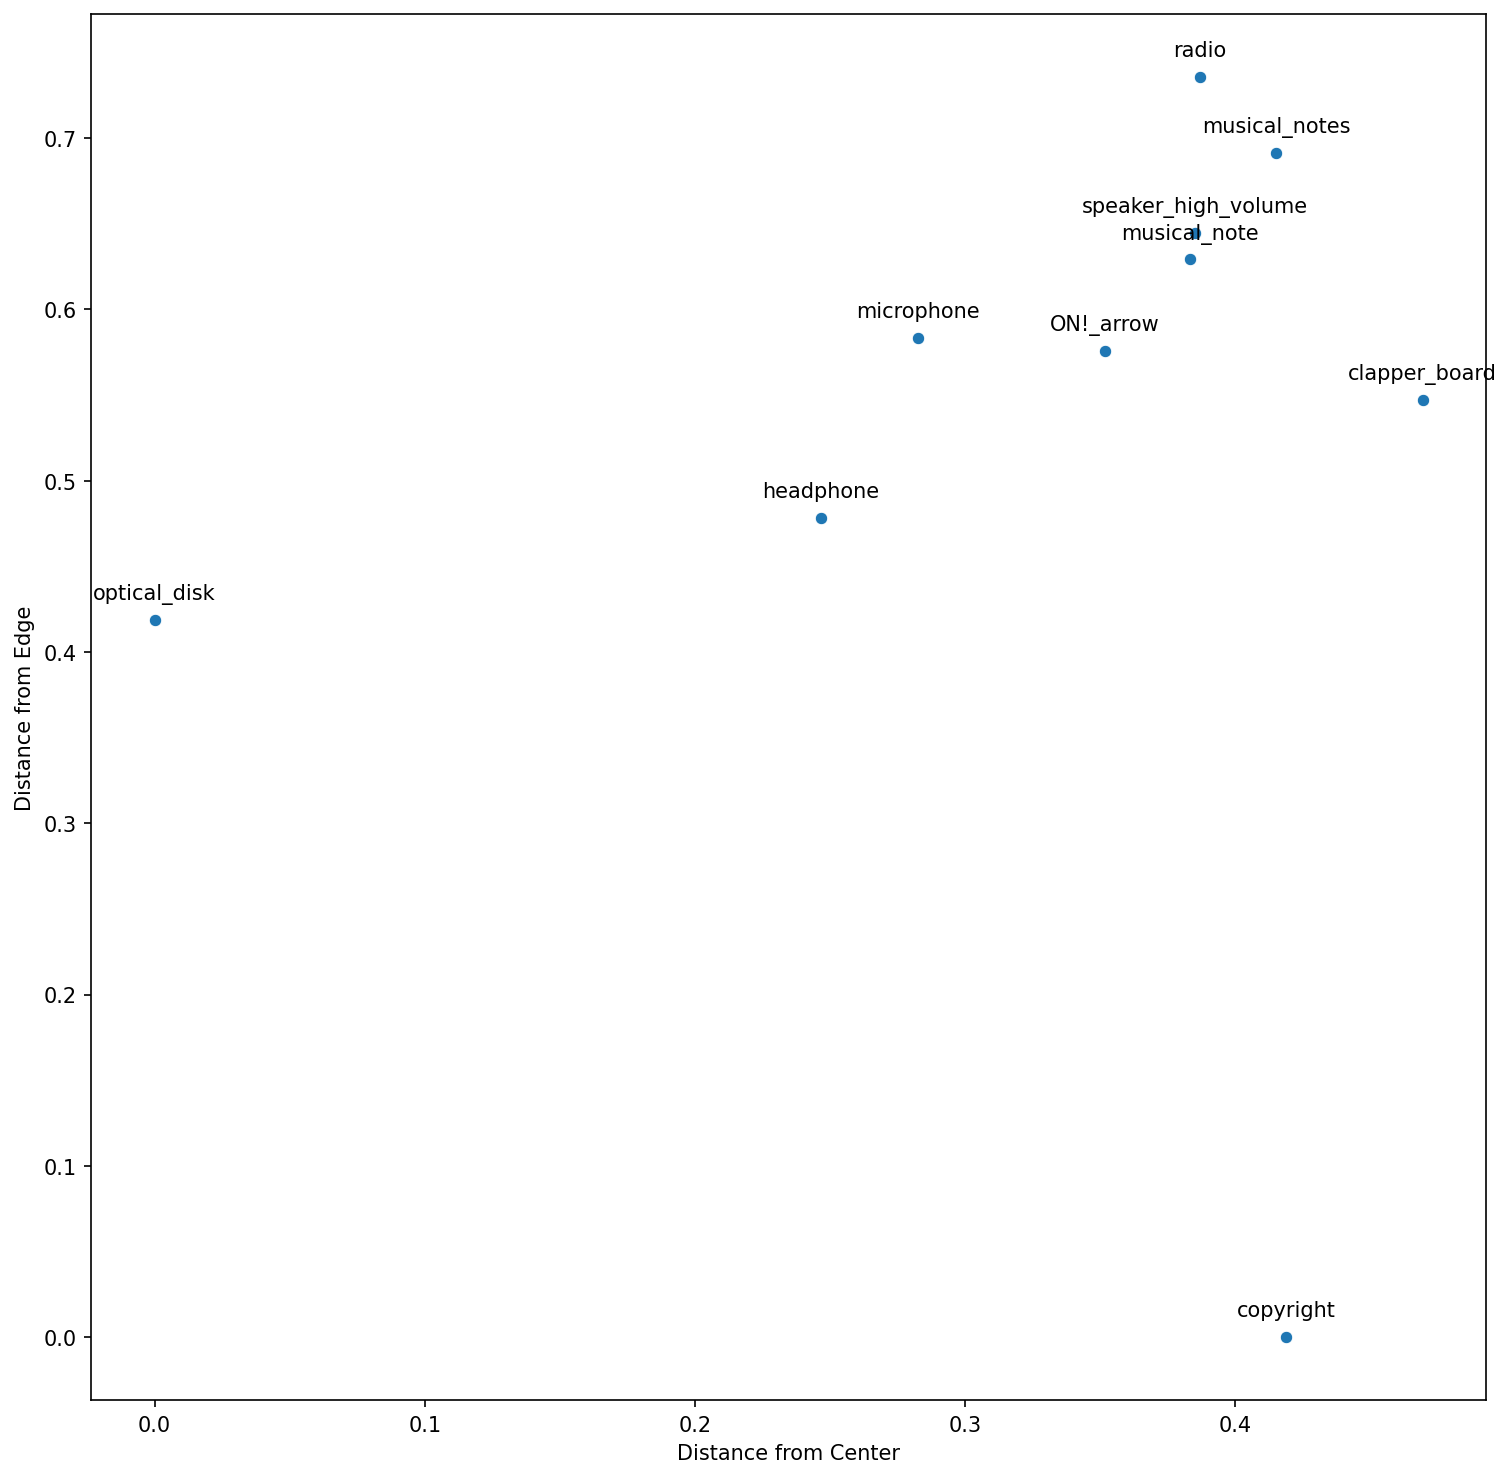 radio
musical_notes
0.7
speaker_high_volume
musical_note
0.6
microphone
ON!_arrow
clapper_board
0.5
headphone
optical_disk
0.4
Distance from Edge
0.3
0.2
0.1
copyright
0.0
0.0 0.1 0.2 0.3 0.4
Distance from Center